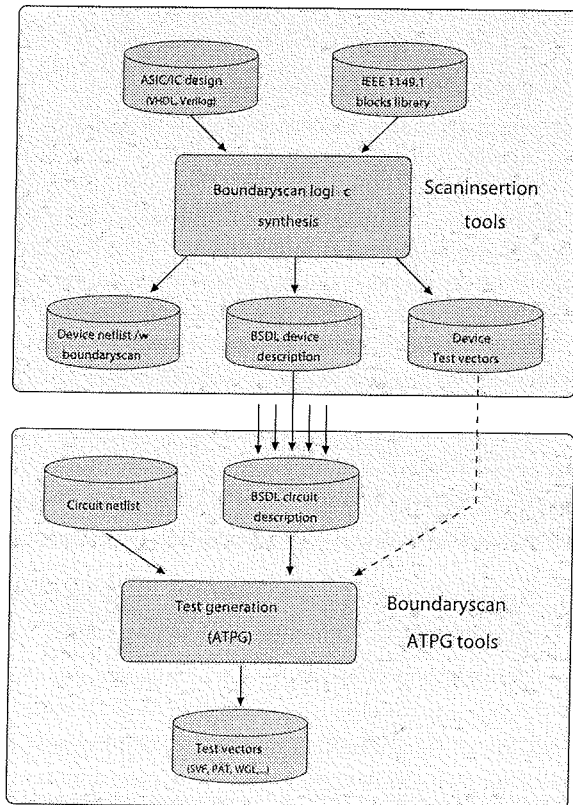 ASIC/IC design
(VHDL, Verilog)
IEEE 1149.1
blocks library
Boundaryscan logi c
synthesis
Scaninsertion
tools
Device netlist /w
boundaryscan
BSDL device
description
Device
Test vectors
Circuit netlist
BSDL circuit
description
Test generation
(ATPG)
Boundaryscan
ATPG tools
Test vectors
(SVF, PAT, WGL,...)